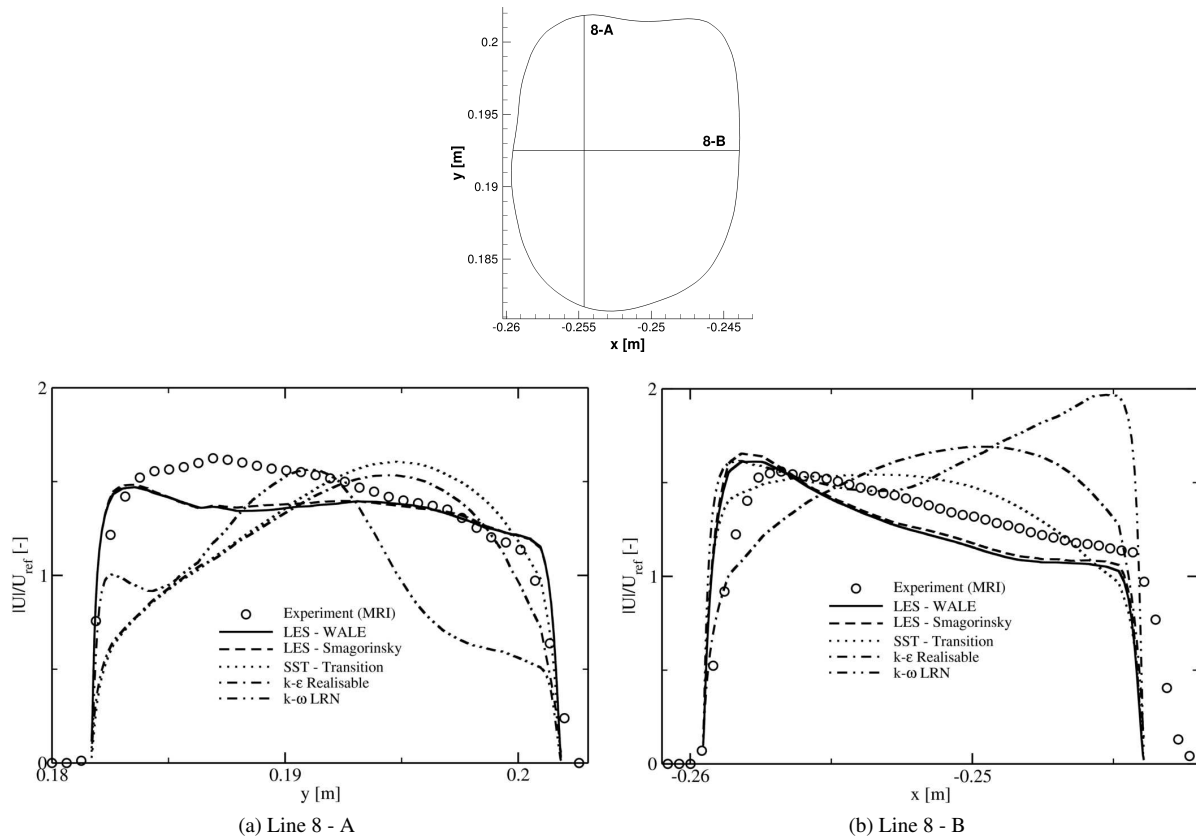 0.2
0.195
0.19
0.185
y [m]
8-A
8-B
-0.26
-0.255
-0.25
-0.245
x [m]
2
1
0
|U|/U_ref [-]
Experiment (MRI)
LES - WALE
LES - Smagorinsky
SST - Transition
k-ε Realisable
k-ω LRN
0.18
0.19
0.2
y [m]
(a) Line 8 - A
2
1
0
|U|/U_ref [-]
Experiment (MRI)
LES - WALE
LES - Smagorinsky
SST - Transition
k-ε Realisable
k-ω LRN
-0.26
-0.25
x [m]
(b) Line 8 - B